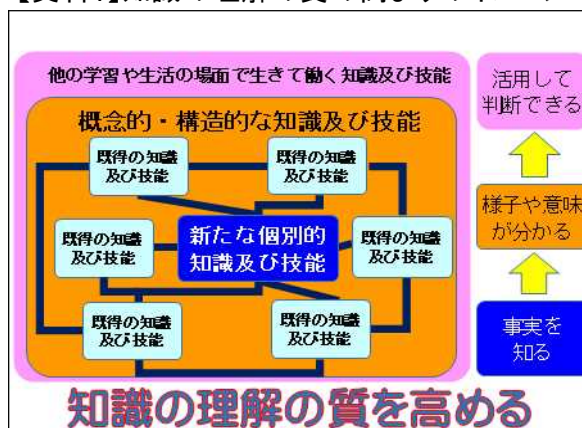 他の学習や生活の場面で生きて働く知識及び技能
概念的・構造的な知識及び技能
既得の知識
及び技能
既得の知識
及び技能
既得の知識
及び技能
新たな個別的
知識及び技能
既得の知識
及び技能
既得の知識
及び技能
既得の知識
及び技能
活用して
判断できる
様子や意味
が分かる
事実を
知る
知識の理解の質を高める